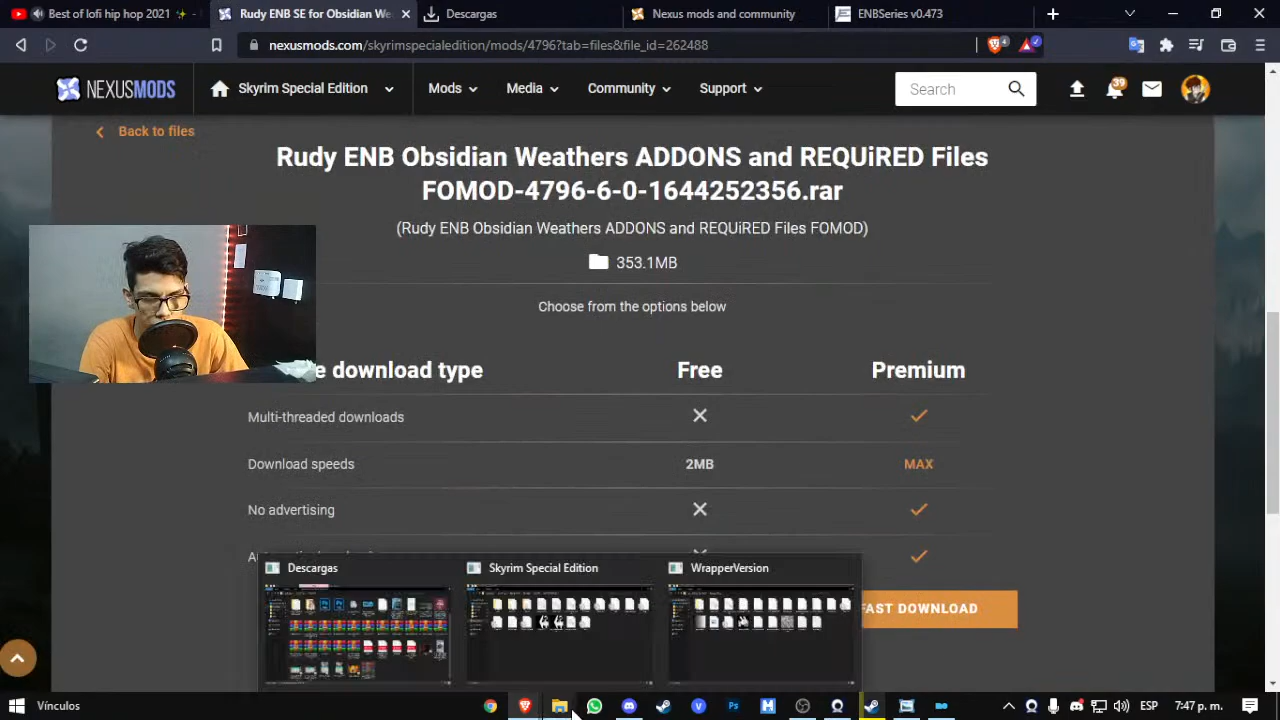 Best of lofi hip hop 2021 ✨
Rudy ENB SE for Obsidian We
Descargas
Nexus mods and community
ENBSeries v0.473
nexusmods.com/skyrimspecialedition/mods/4796?tab=files&file_id=262488
4
NEXUSMODS
Skyrim Special Edition
Mods
Media
Community
Support
Search
39
Back to files
Rudy ENB Obsidian Weathers ADDONS and REQUiRED Files
FOMOD-4796-6-0-1644252356.rar
(Rudy ENB Obsidian Weathers ADDONS and REQUiRED Files FOMOD)
353.1MB
Choose from the options below
e download type
Free
Premium
Multi-threaded downloads
Download speeds
2MB
MAX
No advertising
Descargas
Skyrim Special Edition
WrapperVersion
FAST DOWNLOAD
Vínculos
ESP
7:47 p. m.